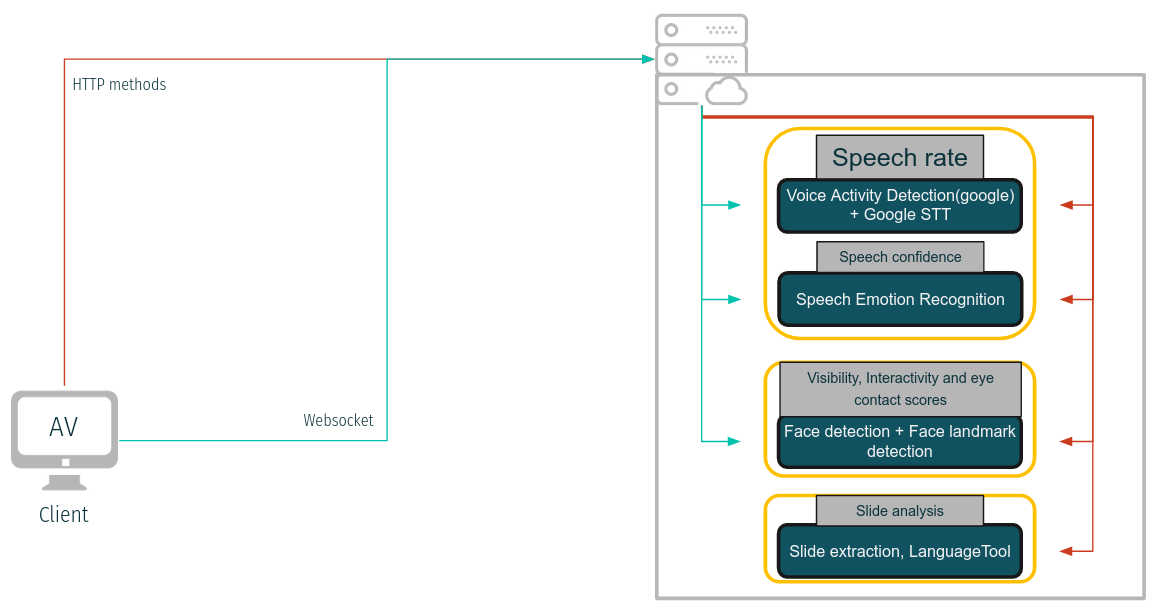 HTTP methods
Speech rate
Voice Activity Detection(google)
+ Google STT
Speech confidence
Speech Emotion Recognition
Visibility, Interactivity and eye
contact scores
Face detection + Face landmark
detection
Websocket
AV
Client
Slide analysis
Slide extraction, LanguageTool